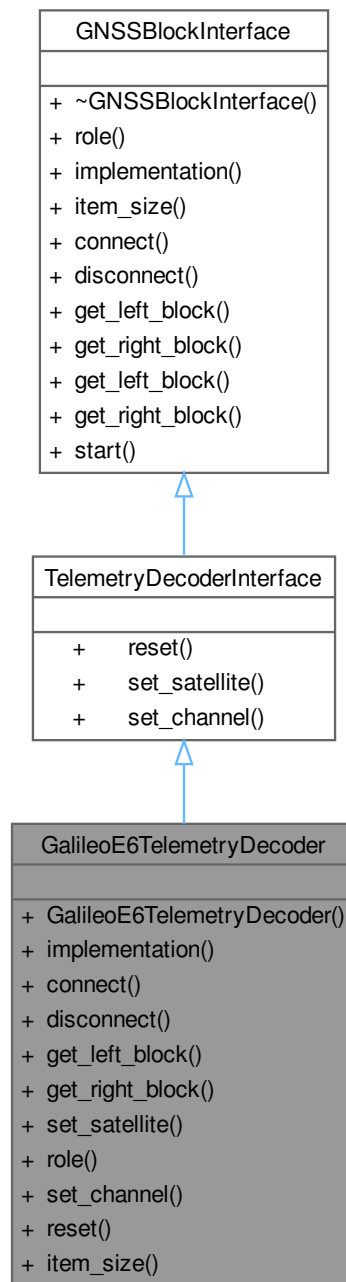 GNSSBlockInterface
+ ~GNSSBlockInterface()
+ role()
+ implementation()
+ item_size()
+ connect()
+ disconnect()
+ get_left_block()
+ get_right_block()
+ get_left_block()
+ get_right_block()
+ start()
TelemetryDecoderInterface
+ reset()
+ set_satellite()
+ set_channel()
GalileoE6TelemetryDecoder
+ GalileoE6TelemetryDecoder()
+ implementation()
+ connect()
+ disconnect()
+ get_left_block()
+ get_right_block()
+ set_satellite()
+ role()
+ set_channel()
+ reset()
+ item_size()